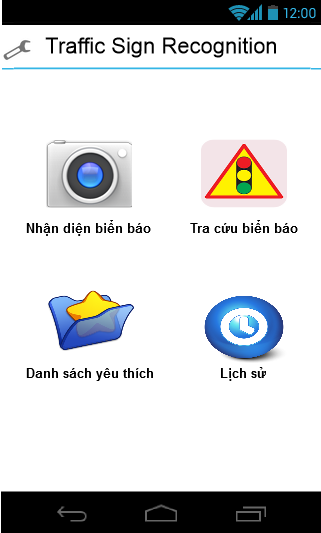 12:00
Traffic Sign Recognition
Nhận diện biển báo
Tra cứu biển báo
Danh sách yêu thích
Lịch sử